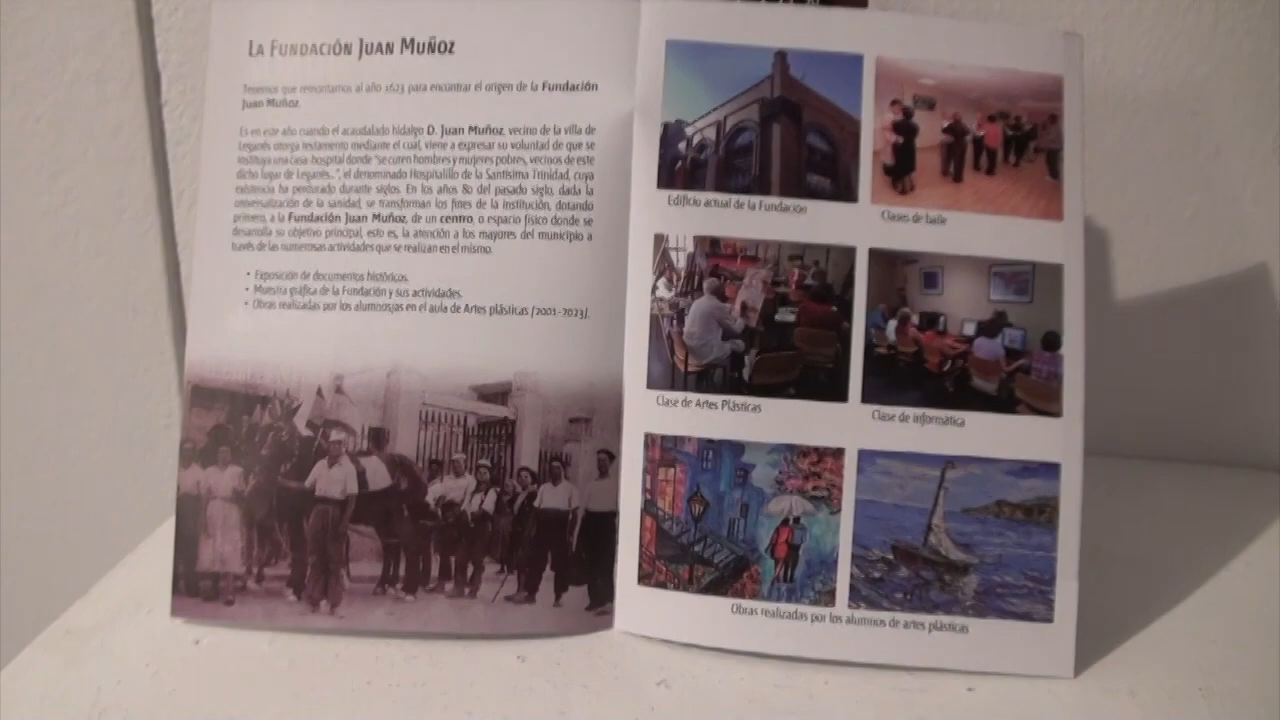 LA FUNDACIÓN JUAN MUÑOZ
Tenemos que remontarnos al año 1623 para encontrar el origen de la Fundación
Juan Muñoz.
Es en este año cuando el acaudalado hidalgo D. Juan Muñoz, vecino de la villa de
Leganés otorga testamento mediante el cual, viene a expresar su voluntad de que se
instituya una casa-hospital donde "se curen hombres y mujeres pobres, vecinos de este
dicho lugar de Leganés...", el denominado Hospitalillo de la Santísima Trinidad, cuya
existencia ha perdurado durante siglos. En los años 80 del pasado siglo, dada la
universalización de la sanidad, se transforman los fines de la institución, dotando
primero, a la Fundación Juan Muñoz, de un centro, o espacio físico donde se
desarrolla su objetivo principal, esto es, la atención a los mayores del municipio a
través de las numerosas actividades que se realizan en el mismo.
• Exposición de documentos históricos.
• Muestra gráfica de la Fundación y sus actividades.
• Obras realizadas por los alumnos/as en el aula de Artes plásticas [2001-2023].
Edificio actual de la Fundación
Clases de baile
Clase de Artes Plásticas
Clase de informática
Obras realizadas por los alumnos de artes plásticas